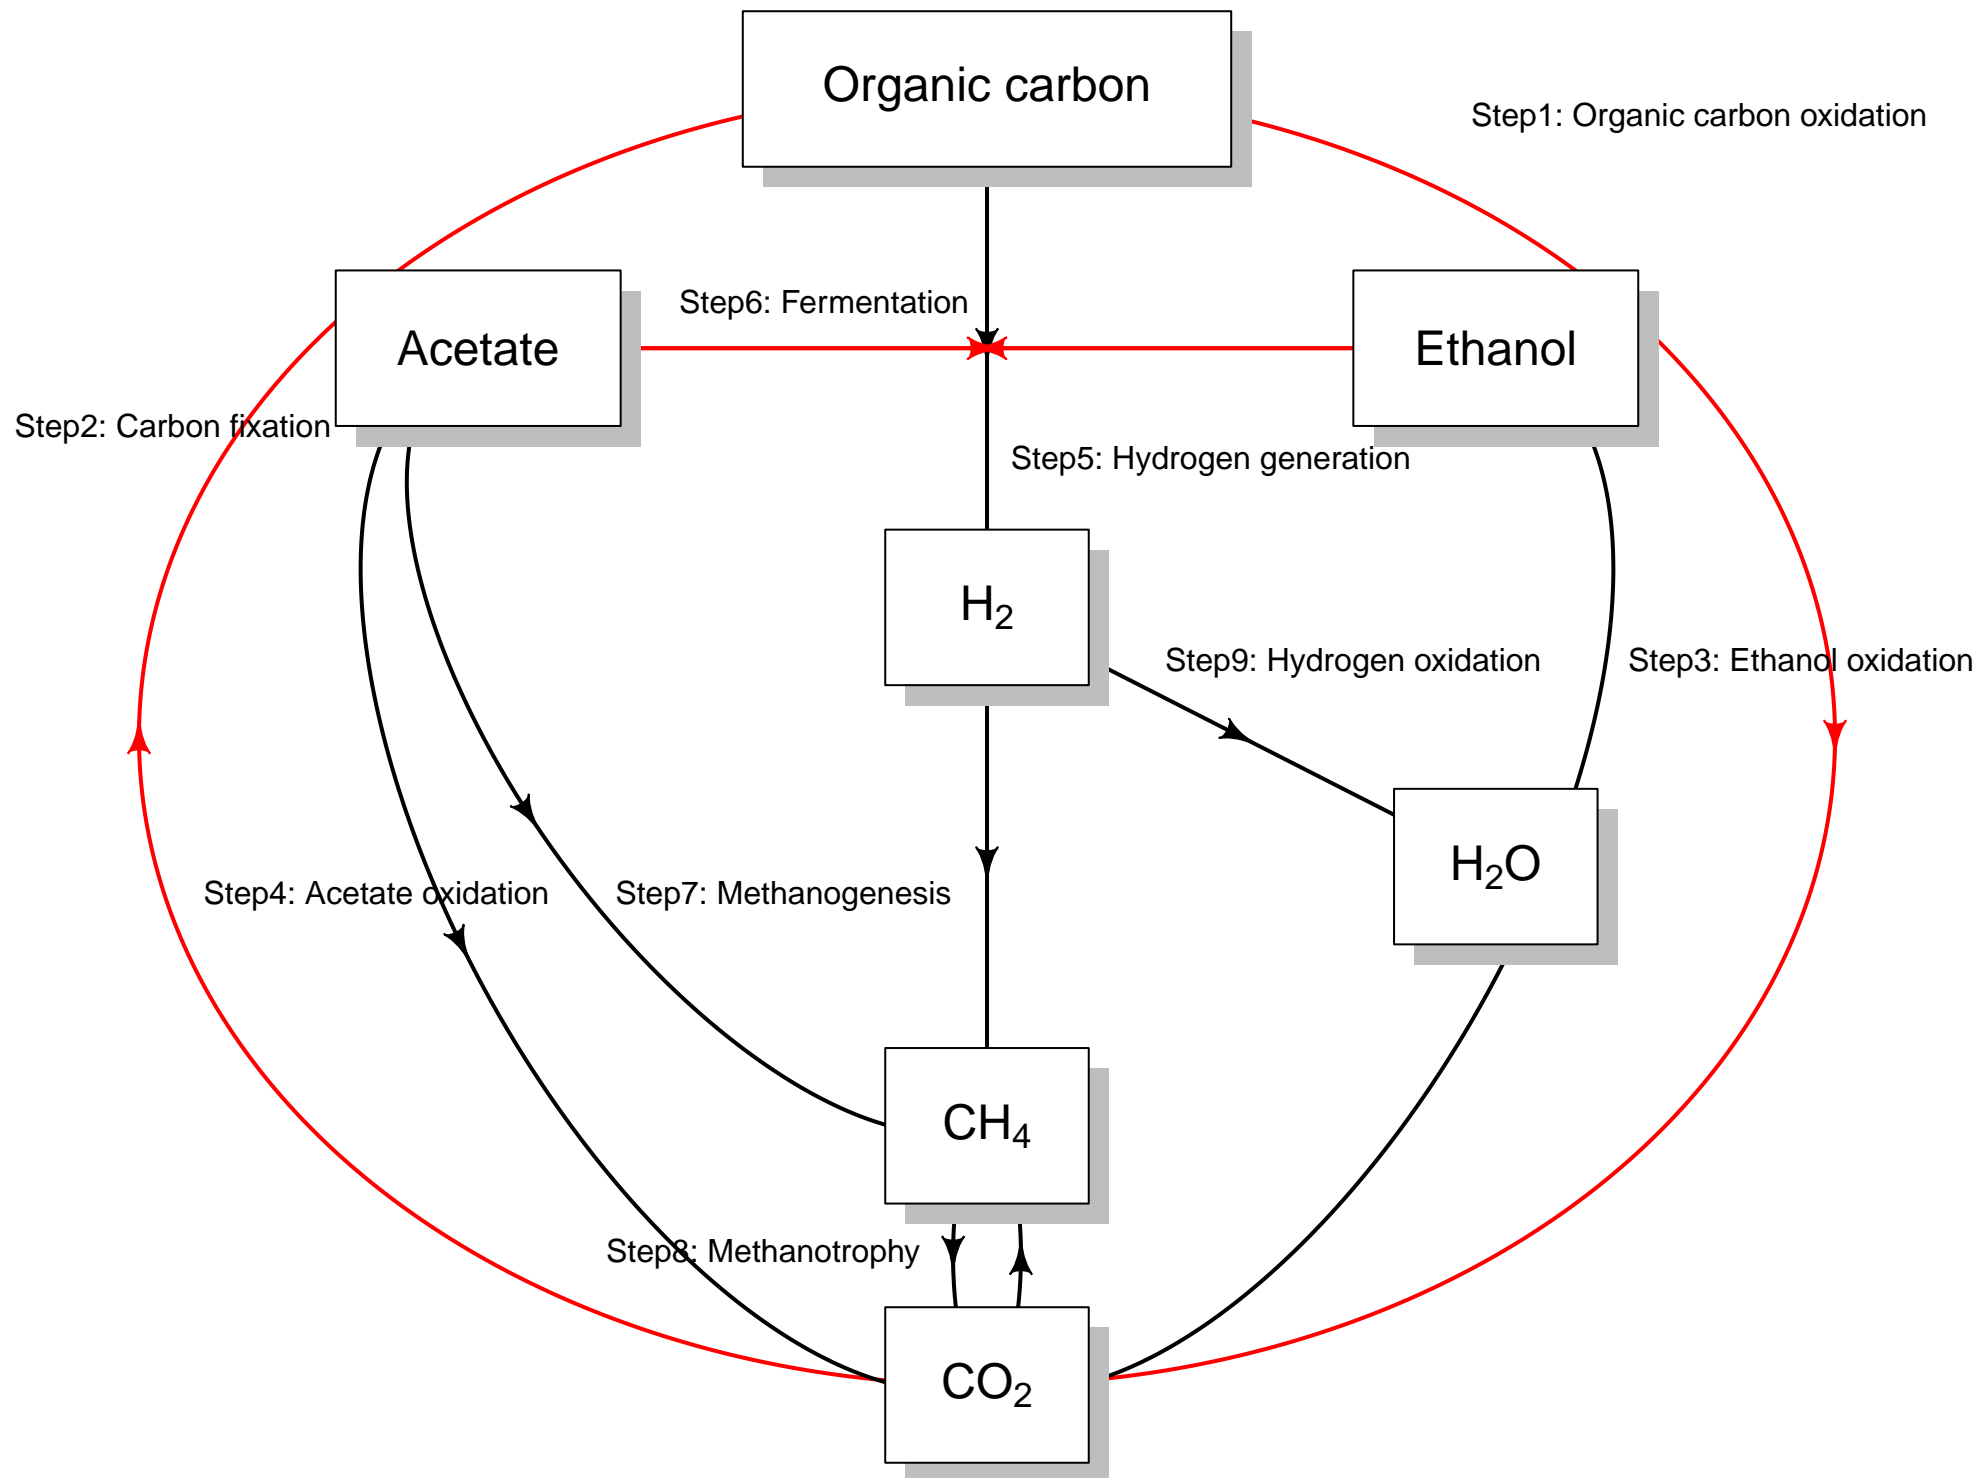 Organic carbon
Step1: Organic carbon oxidation
Step6: Fermentation
Acetate
Ethanol
Step2: Carbon fixation
Step5: Hydrogen generation
H₂
Step9: Hydrogen oxidation
Step3: Ethanol oxidation
H₂O
Step4: Acetate oxidation
Step7: Methanogenesis
CH₄
Step8: Methanotrophy
CO₂